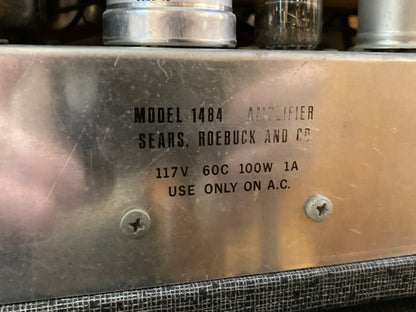 MODEL 1484 AMPLIFIER
SEARS, ROEBUCK AND CO
117V 60C 100W 1A
USE ONLY ON A.C.